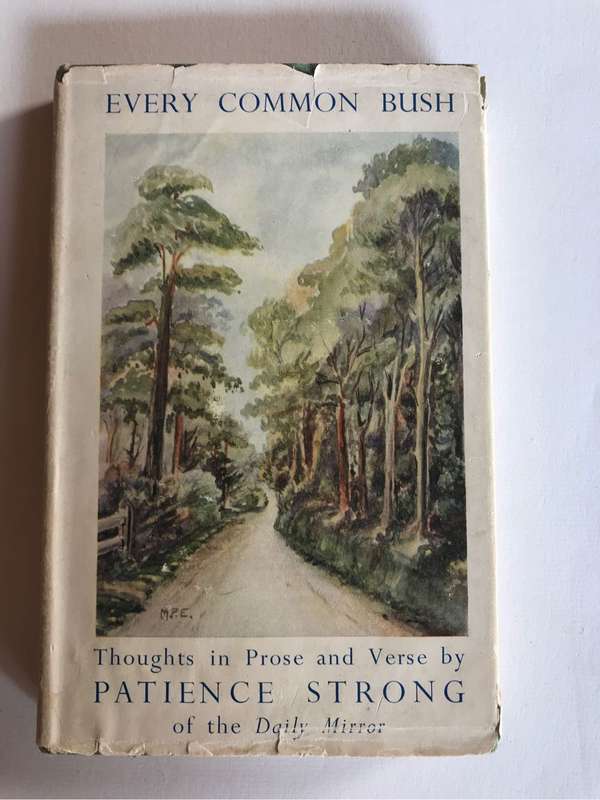 EVERY COMMON BUSH
M.P.E.
Thoughts in Prose and Verse by
PATIENCE STRONG
of the Daily Mirror